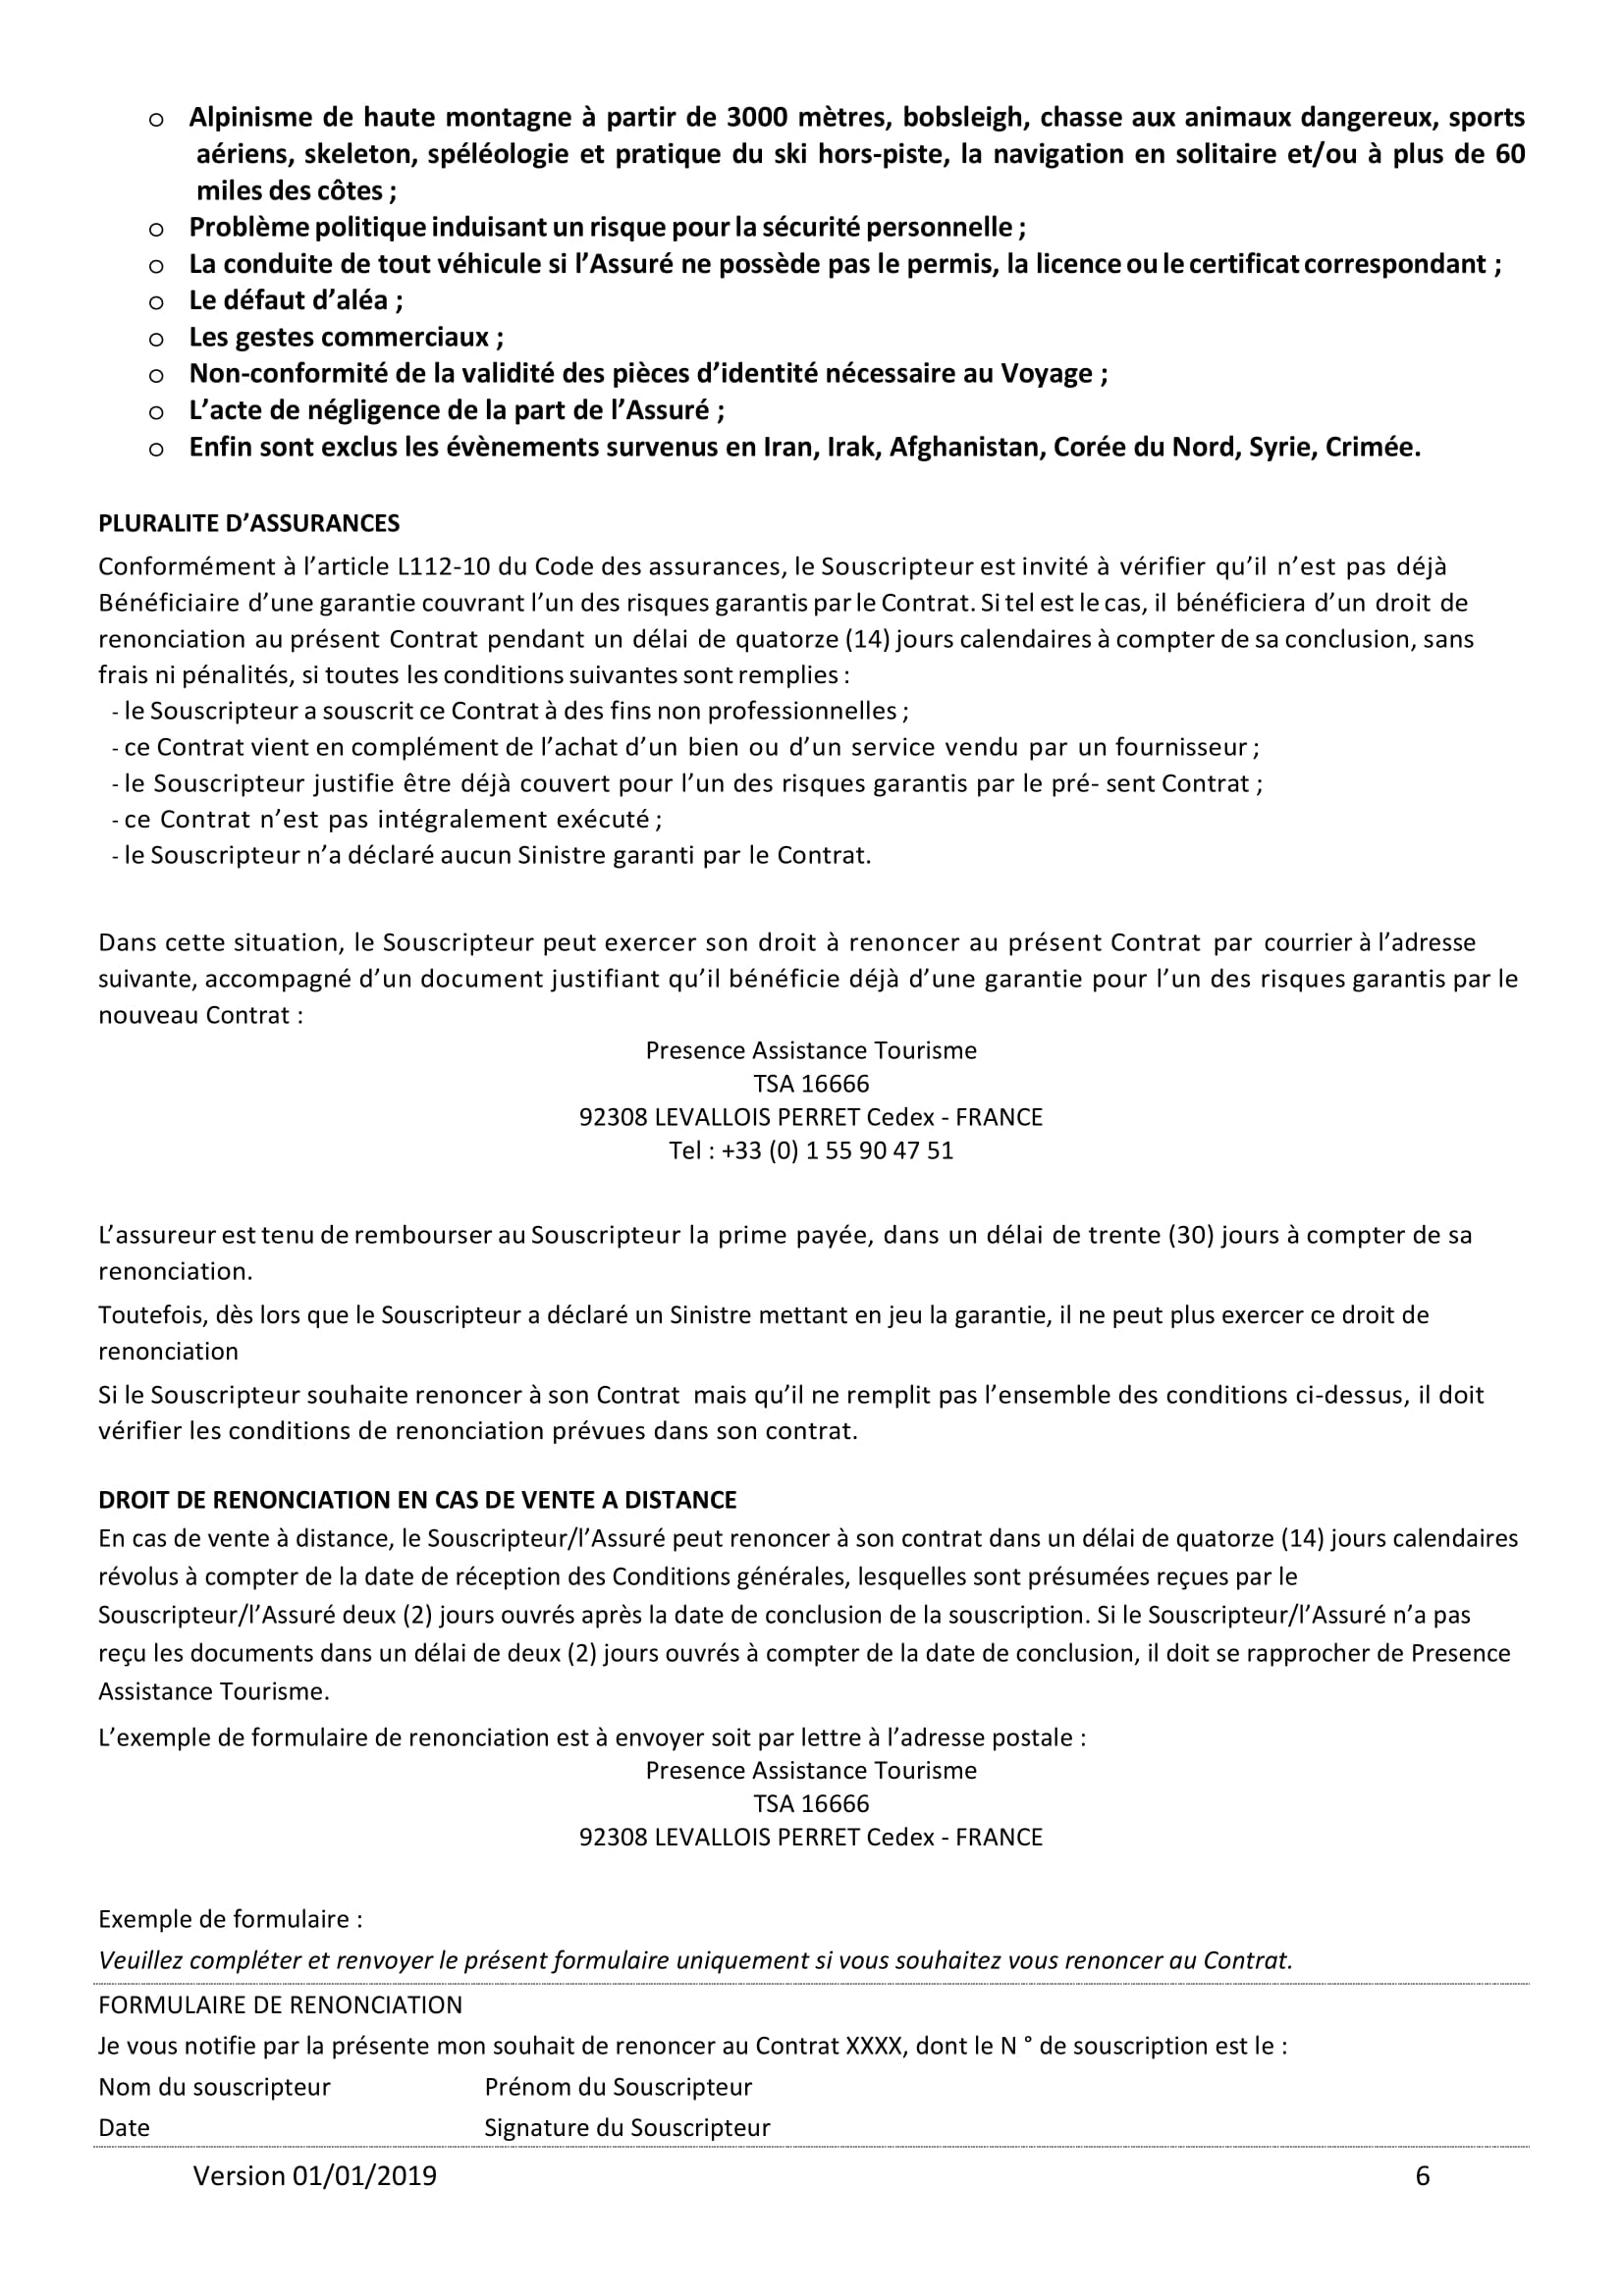 o Alpinisme de haute montagne à partir de 3000 mètres, bobsleigh, chasse aux animaux dangereux, sports
aériens, skeleton, spéléologie et pratique du ski hors-piste, la navigation en solitaire et/ou à plus de 60
miles des côtes ;
o Problème politique induisant un risque pour la sécurité personnelle ;
o La conduite de tout véhicule si l’Assuré ne possède pas le permis, la licence ou le certificat correspondant ;
o Le défaut d’aléa ;
o Les gestes commerciaux ;
o Non-conformité de la validité des pièces d’identité nécessaire au Voyage ;
o L’acte de négligence de la part de l’Assuré ;
o Enfin sont exclus les évènements survenus en Iran, Irak, Afghanistan, Corée du Nord, Syrie, Crimée.
PLURALITE D’ASSURANCES
Conformément à l’article L112-10 du Code des assurances, le Souscripteur est invité à vérifier qu’il n’est pas déjà
Bénéficiaire d’une garantie couvrant l’un des risques garantis par le Contrat. Si tel est le cas, il bénéficiera d’un droit de
renonciation au présent Contrat pendant un délai de quatorze (14) jours calendaires à compter de sa conclusion, sans
frais ni pénalités, si toutes les conditions suivantes sont remplies :
- le Souscripteur a souscrit ce Contrat à des fins non professionnelles ;
- ce Contrat vient en complément de l’achat d’un bien ou d’un service vendu par un fournisseur ;
- le Souscripteur justifie être déjà couvert pour l’un des risques garantis par le pré- sent Contrat ;
- ce Contrat n’est pas intégralement exécuté ;
- le Souscripteur n’a déclaré aucun Sinistre garanti par le Contrat.
Dans cette situation, le Souscripteur peut exercer son droit à renoncer au présent Contrat par courrier à l’adresse
suivante, accompagné d’un document justifiant qu’il bénéficie déjà d’une garantie pour l’un des risques garantis par le
nouveau Contrat :
Presence Assistance Tourisme
TSA 16666
92308 LEVALLOIS PERRET Cedex - FRANCE
Tel : +33 (0) 1 55 90 47 51
L’assureur est tenu de rembourser au Souscripteur la prime payée, dans un délai de trente (30) jours à compter de sa
renonciation.
Toutefois, dès lors que le Souscripteur a déclaré un Sinistre mettant en jeu la garantie, il ne peut plus exercer ce droit de
renonciation
Si le Souscripteur souhaite renoncer à son Contrat mais qu’il ne remplit pas l’ensemble des conditions ci-dessus, il doit
vérifier les conditions de renonciation prévues dans son contrat.
DROIT DE RENONCIATION EN CAS DE VENTE A DISTANCE
En cas de vente à distance, le Souscripteur/l’Assuré peut renoncer à son contrat dans un délai de quatorze (14) jours calendaires
révolus à compter de la date de réception des Conditions générales, lesquelles sont présumées reçues par le
Souscripteur/l’Assuré deux (2) jours ouvrés après la date de conclusion de la souscription. Si le Souscripteur/l’Assuré n’a pas
reçu les documents dans un délai de deux (2) jours ouvrés à compter de la date de conclusion, il doit se rapprocher de Presence
Assistance Tourisme.
L’exemple de formulaire de renonciation est à envoyer soit par lettre à l’adresse postale :
Presence Assistance Tourisme
TSA 16666
92308 LEVALLOIS PERRET Cedex - FRANCE
Exemple de formulaire :
Veuillez compléter et renvoyer le présent formulaire uniquement si vous souhaitez vous renoncer au Contrat.
FORMULAIRE DE RENONCIATION
Je vous notifie par la présente mon souhait de renoncer au Contrat XXXX, dont le N ° de souscription est le :
Nom du souscripteur Prénom du Souscripteur
Date Signature du Souscripteur
Version 01/01/2019 6